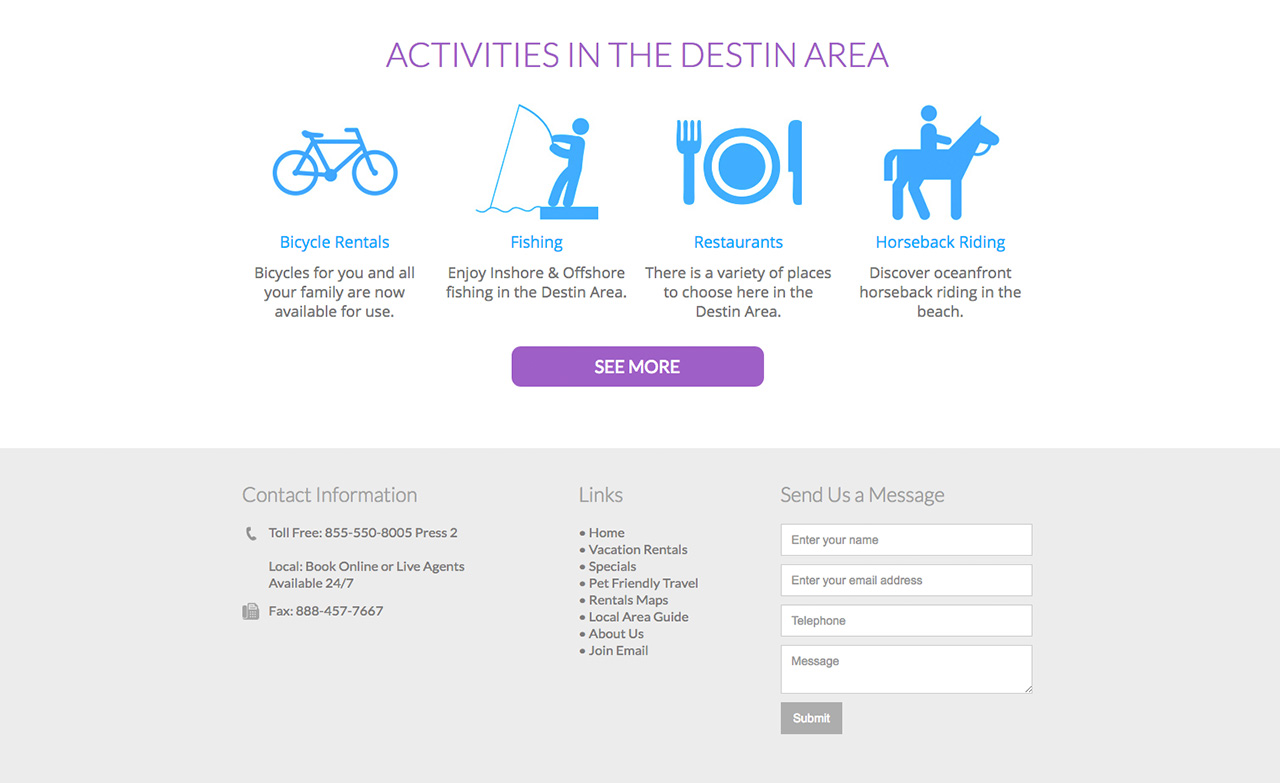 ACTIVITIES IN THE DESTIN AREA
Bicycle Rentals
Bicycles for you and all
your family are now
available for use.
Fishing
Enjoy Inshore & Offshore
fishing in the Destin Area.
Restaurants
There is a variety of places
to choose here in the
Destin Area.
Horseback Riding
Discover oceanfront
horseback riding in the
beach.
SEE MORE
Contact Information
Toll Free: 855-550-8005 Press 2
Local: Book Online or Live Agents
Available 24/7
Fax: 888-457-7667
Links
• Home
• Vacation Rentals
• Specials
• Pet Friendly Travel
• Rentals Maps
• Local Area Guide
• About Us
• Join Email
Send Us a Message
Enter your name
Enter your email address
Telephone
Message
Submit